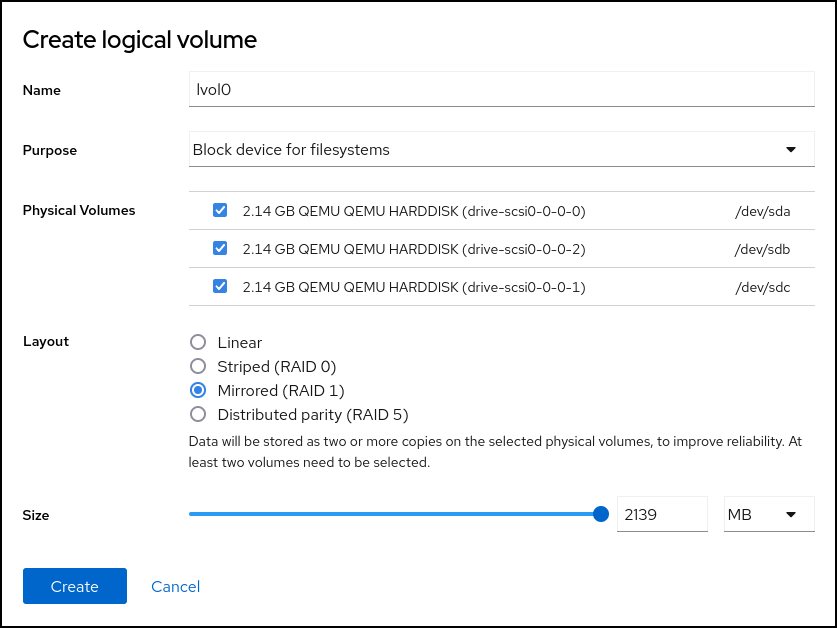 Create logical volume
Name lvol0
Purpose Block device for filesystems
Physical Volumes 2.14 GB QEMU QEMU HARDDISK (drive-scsi0-0-0-0) /dev/sda
2.14 GB QEMU QEMU HARDDISK (drive-scsi0-0-0-2) /dev/sdb
2.14 GB QEMU QEMU HARDDISK (drive-scsi0-0-0-1) /dev/sdc
Layout Linear
Striped (RAID 0)
Mirrored (RAID 1)
Distributed parity (RAID 5)
Data will be stored as two or more copies on the selected physical volumes, to improve reliability. At
least two volumes need to be selected.
Size 2139 MB
Create Cancel